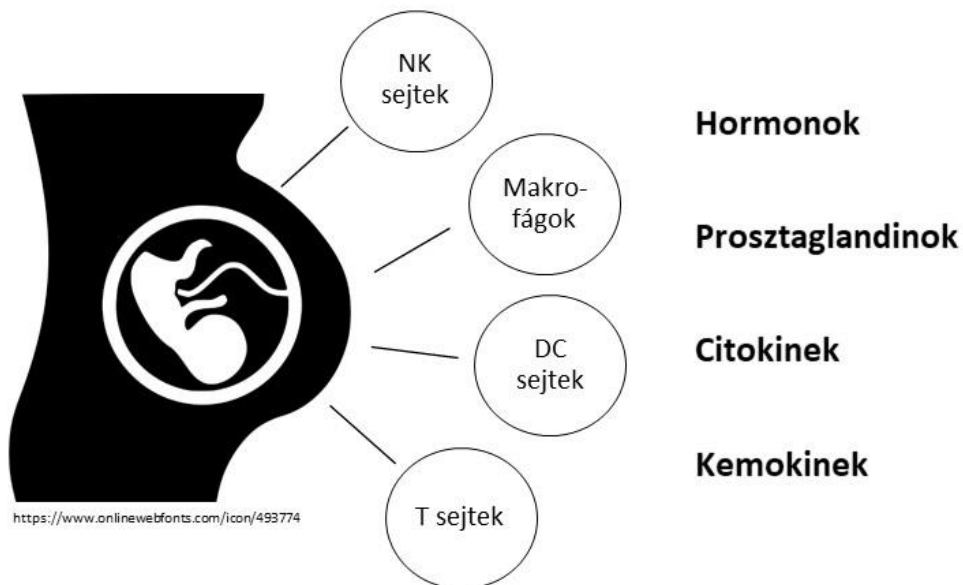 NK
sejtek
Makro-
fágok
DC
sejtek
T sejtek
Hormonok
Prosztaglandinok
Citokinek
Kemokinek
https://www.onlinewebfonts.com/icon/493774